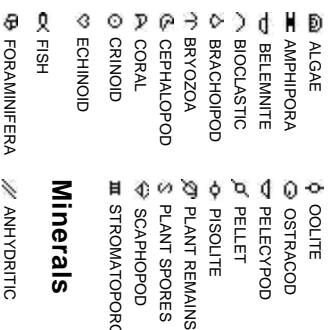 ALGAE
AMPHIPORA
BELEMNITE
BIOCLASTIC
BRACHOIPOD
BRYOZOA
CEPHALOPOD
CORAL
CRINOID
ECHINOID
FISH
FORAMINIFERA
OOLITE
OSTRACOD
PELECYPOD
PELLET
PISOLITE
PLANT REMAINS
PLANT SPORES
SCAPHOPOD
STROMATOPORO
Minerals
ANHYDRITIC